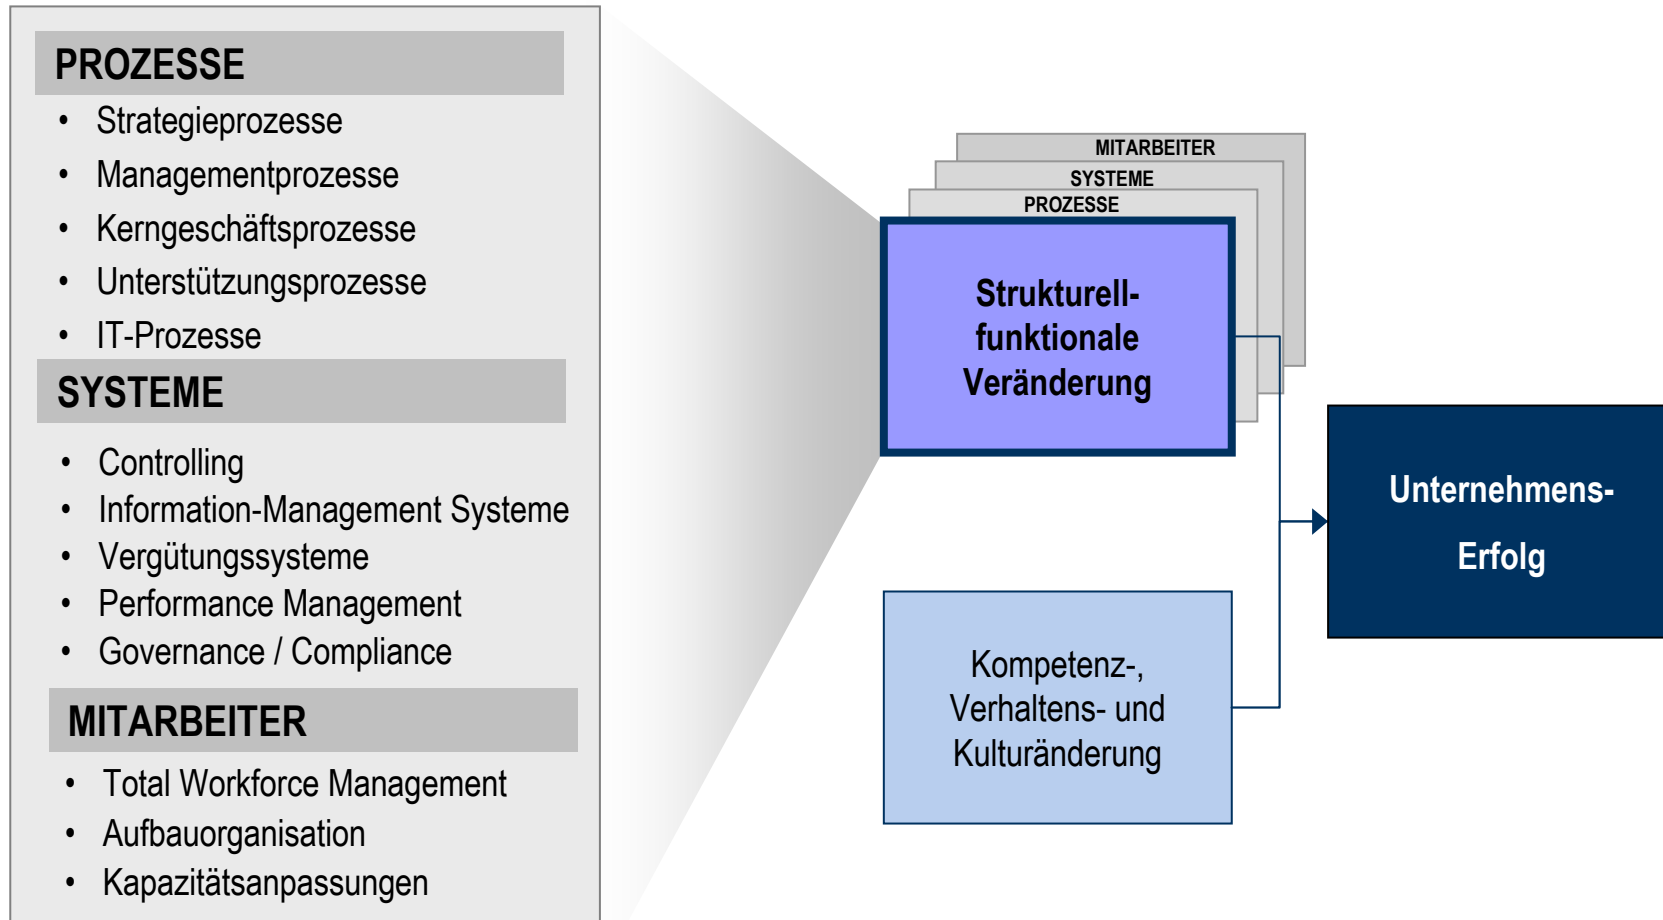 PROZESSE
• Strategieprozesse
• Managementprozesse
• Kerngeschäftsprozesse
• Unterstützungsprozesse
• IT-Prozesse
SYSTEME
• Controlling
• Information-Management Systeme
• Vergütungssysteme
• Performance Management
• Governance / Compliance
MITARBEITER
• Total Workforce Management
• Aufbauorganisation
• Kapazitätsanpassungen
MITARBEITER
SYSTEME
PROZESSE
Strukturell-
funktionale
Veränderung
Kompetenz-,
Verhaltens- und
Kulturänderung
Unternehmens-
Erfolg